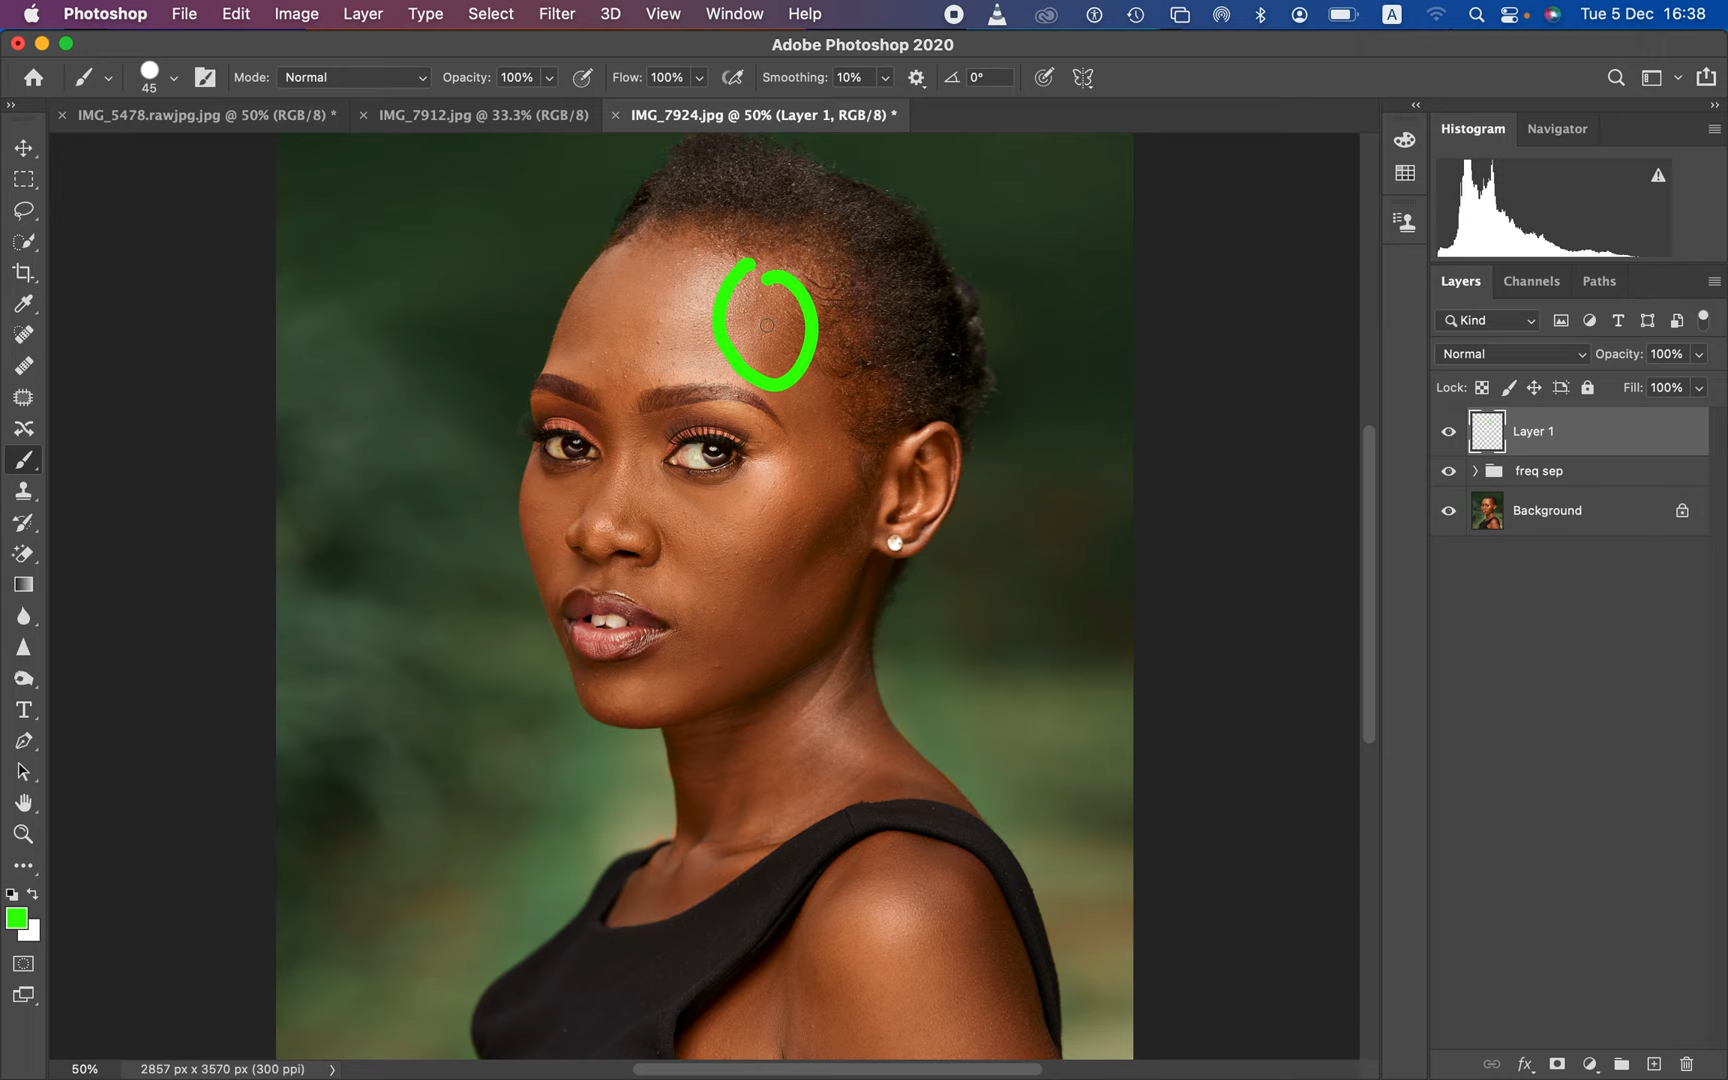 Photoshop File Edit Image Layer Type Select Filter 3D View Window Help A Tue 5 Dec 16:38
Adobe Photoshop 2020
45 Mode: Normal Opacity: 100% Flow: 100% Smoothing: 10% 0°
IMG_5478.rawjpg.jpg @ 50% (RGB/8) * IMG_7912.jpg @ 33.3% (RGB/8) IMG_7924.jpg @ 50% (Layer 1, RGB/8) *
Histogram Navigator
Layers Channels Paths
Kind
Normal Opacity: 100%
Lock: Fill: 100%
Layer 1
freq sep
Background
50% 2857 px x 3570 px (300 ppi)
fx